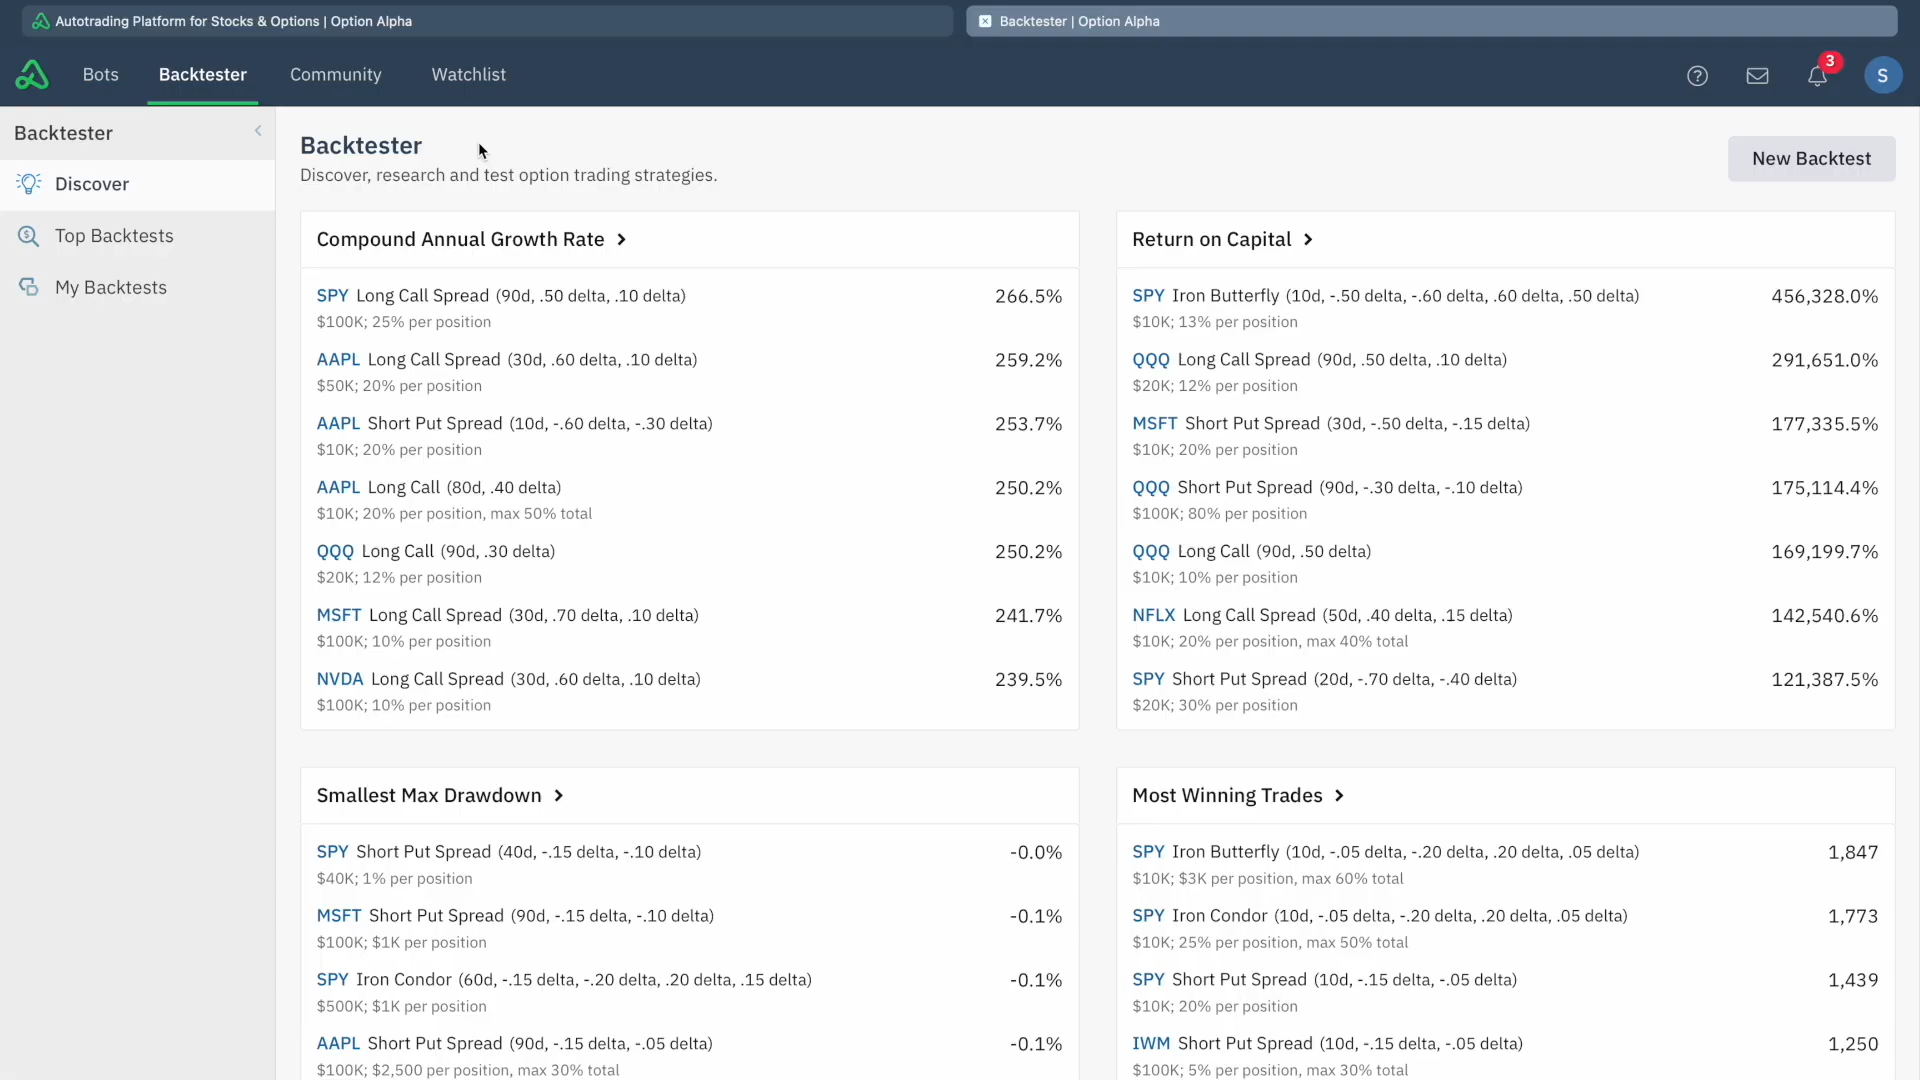 Autotrading Platform for Stocks & Options | Option Alpha
Backtester | Option Alpha
Bots
Backtester
Community
Watchlist
3
S
Backtester
Discover
Top Backtests
My Backtests
Backtester
Discover, research and test option trading strategies.
New Backtest
Compound Annual Growth Rate
SPY Long Call Spread (90d, .50 delta, .10 delta) 266.5%
$100K; 25% per position
AAPL Long Call Spread (30d, .60 delta, .10 delta) 259.2%
$50K; 20% per position
AAPL Short Put Spread (10d, -.60 delta, -.30 delta) 253.7%
$10K; 20% per position
AAPL Long Call (80d, .40 delta) 250.2%
$10K; 20% per position, max 50% total
QQQ Long Call (90d, .30 delta) 250.2%
$20K; 12% per position
MSFT Long Call Spread (30d, .70 delta, .10 delta) 241.7%
$100K; 10% per position
NVDA Long Call Spread (30d, .60 delta, .10 delta) 239.5%
$100K; 10% per position
Return on Capital
SPY Iron Butterfly (10d, -.50 delta, -.60 delta, .60 delta, .50 delta) 456,328.0%
$10K; 13% per position
QQQ Long Call Spread (90d, .50 delta, .10 delta) 291,651.0%
$20K; 12% per position
MSFT Short Put Spread (30d, -.50 delta, -.15 delta) 177,335.5%
$10K; 20% per position
QQQ Short Put Spread (90d, -.30 delta, -.10 delta) 175,114.4%
$100K; 80% per position
QQQ Long Call (90d, .50 delta) 169,199.7%
$10K; 10% per position
NFLX Long Call Spread (50d, .40 delta, .15 delta) 142,540.6%
$10K; 20% per position, max 40% total
SPY Short Put Spread (20d, -.70 delta, -.40 delta) 121,387.5%
$20K; 30% per position
Smallest Max Drawdown
SPY Short Put Spread (40d, -.15 delta, -.10 delta) -0.0%
$40K; 1% per position
MSFT Short Put Spread (90d, -.15 delta, -.10 delta) -0.1%
$100K; $1K per position
SPY Iron Condor (60d, -.15 delta, -.20 delta, .20 delta, .15 delta) -0.1%
$500K; $1K per position
AAPL Short Put Spread (90d, -.15 delta, -.05 delta) -0.1%
$100K; $2,500 per position, max 30% total
Most Winning Trades
SPY Iron Butterfly (10d, -.05 delta, -.20 delta, .20 delta, .05 delta) 1,847
$10K; $3K per position, max 60% total
SPY Iron Condor (10d, -.05 delta, -.20 delta, .20 delta, .05 delta) 1,773
$10K; 25% per position, max 50% total
SPY Short Put Spread (10d, -.15 delta, -.05 delta) 1,439
$10K; 20% per position
IWM Short Put Spread (10d, -.15 delta, -.05 delta) 1,250
$100K; 5% per position, max 30% total